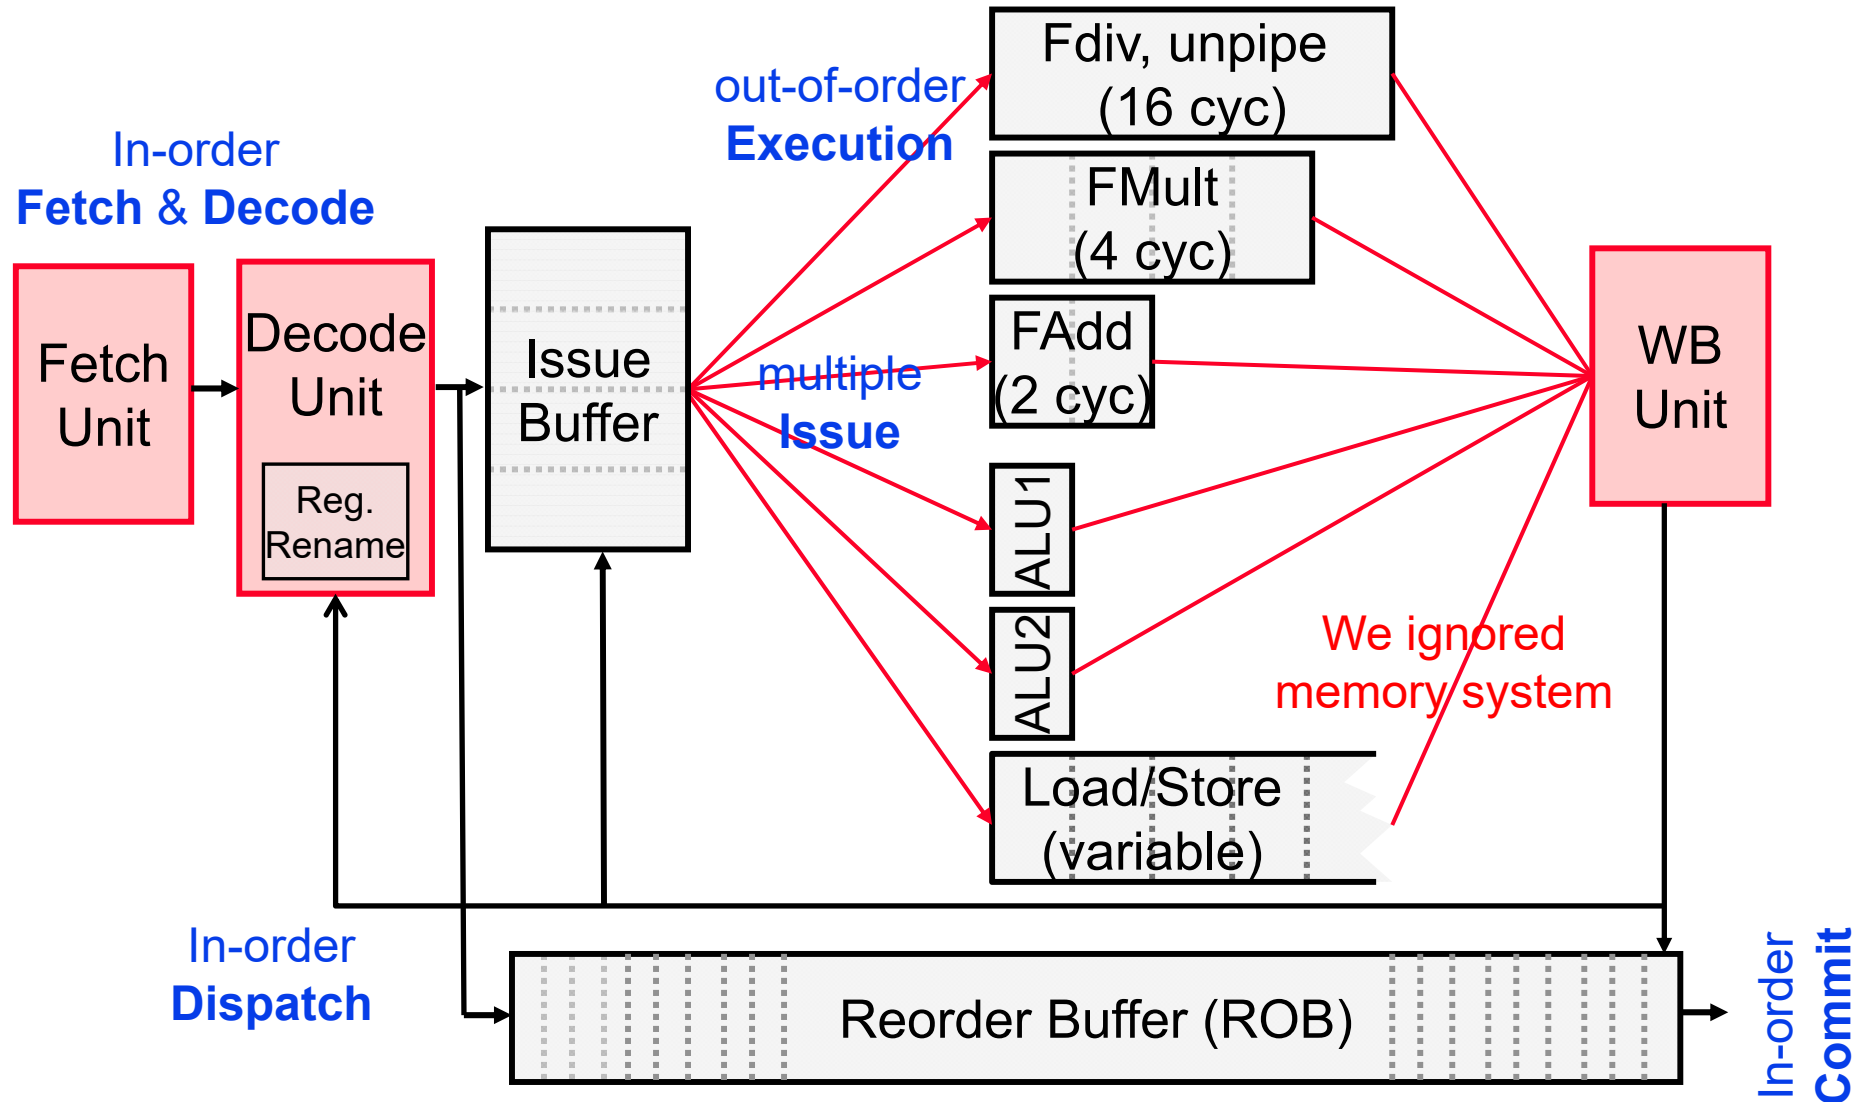 In-order
Fetch & Decode
Fetch
Unit
Decode
Unit
Reg.
Rename
Issue
Buffer
out-of-order
Execution
multiple
Issue
Fdiv, unpipe
(16 cyc)
FMult
(4 cyc)
FAdd
(2 cyc)
ALU1
ALU2
Load/Store
(variable)
We ignored
memory system
WB
Unit
In-order
Dispatch
Reorder Buffer (ROB)
In-order
Commit